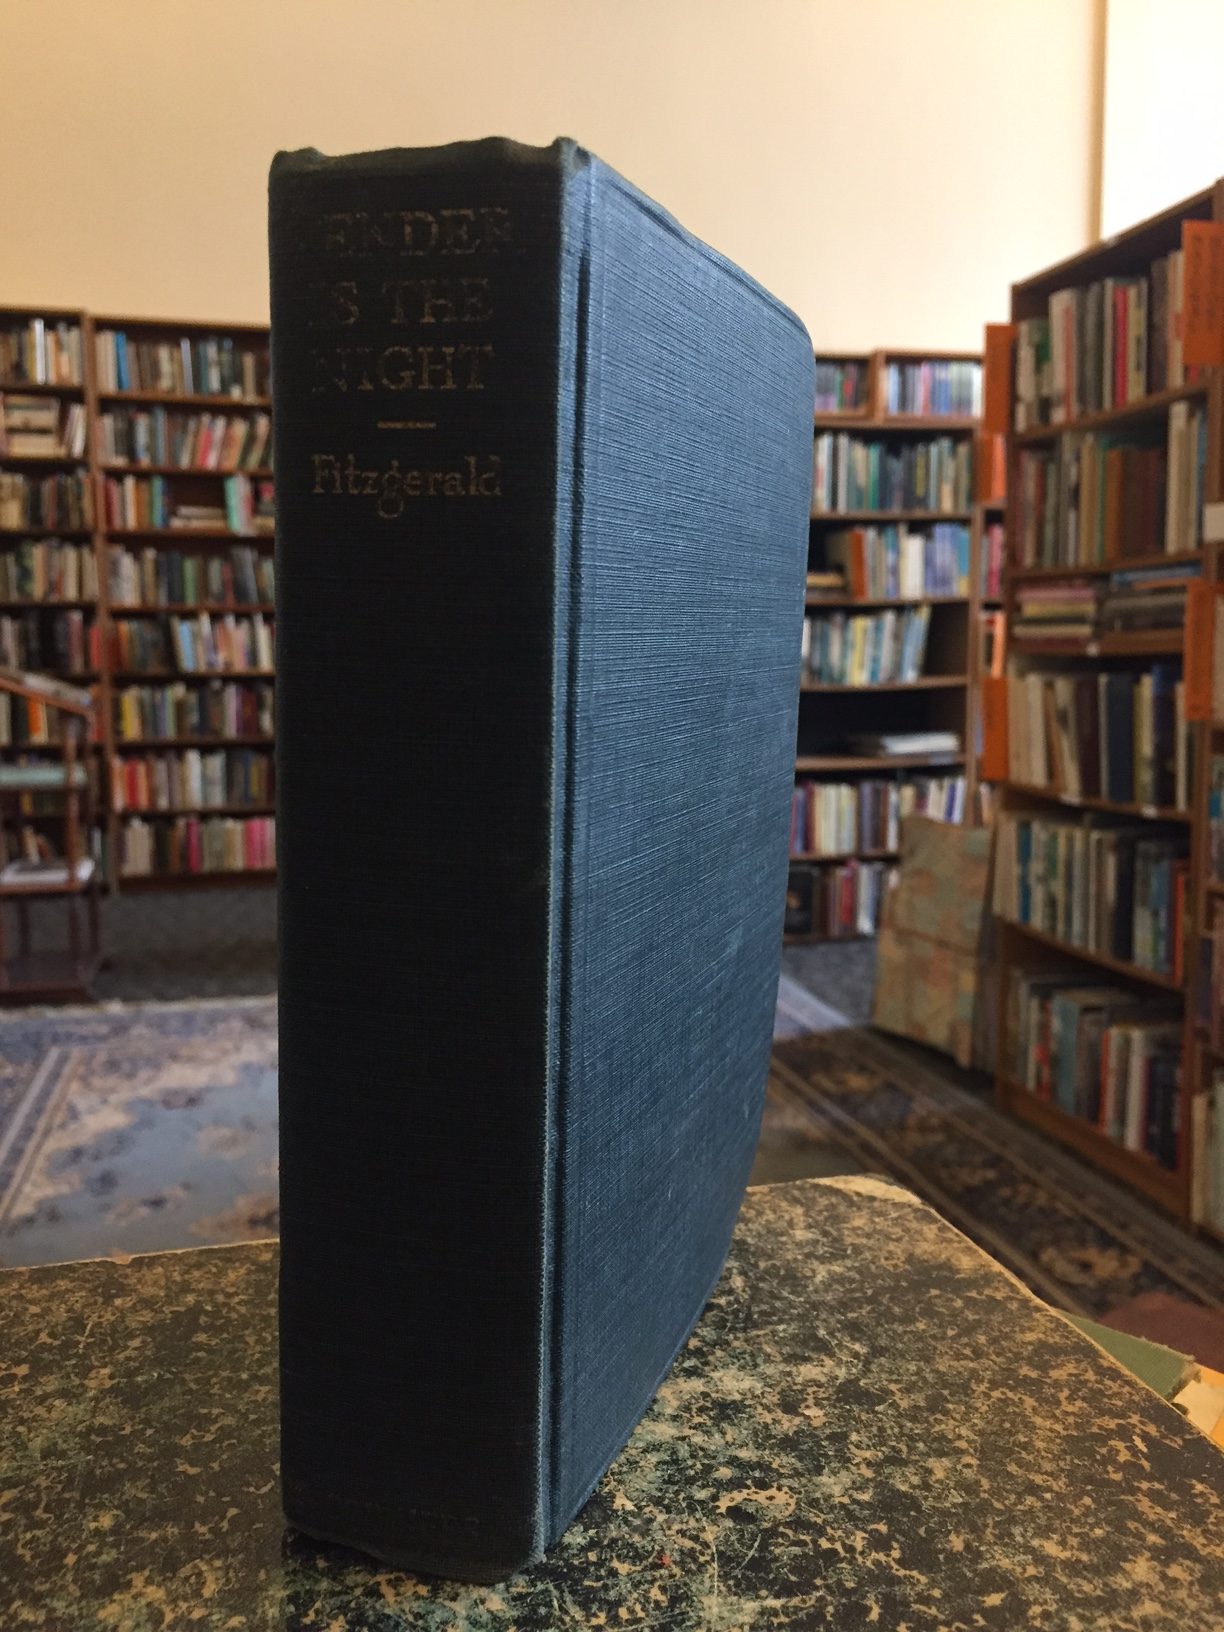 TENDER
IS THE
NIGHT
Fitzgerald